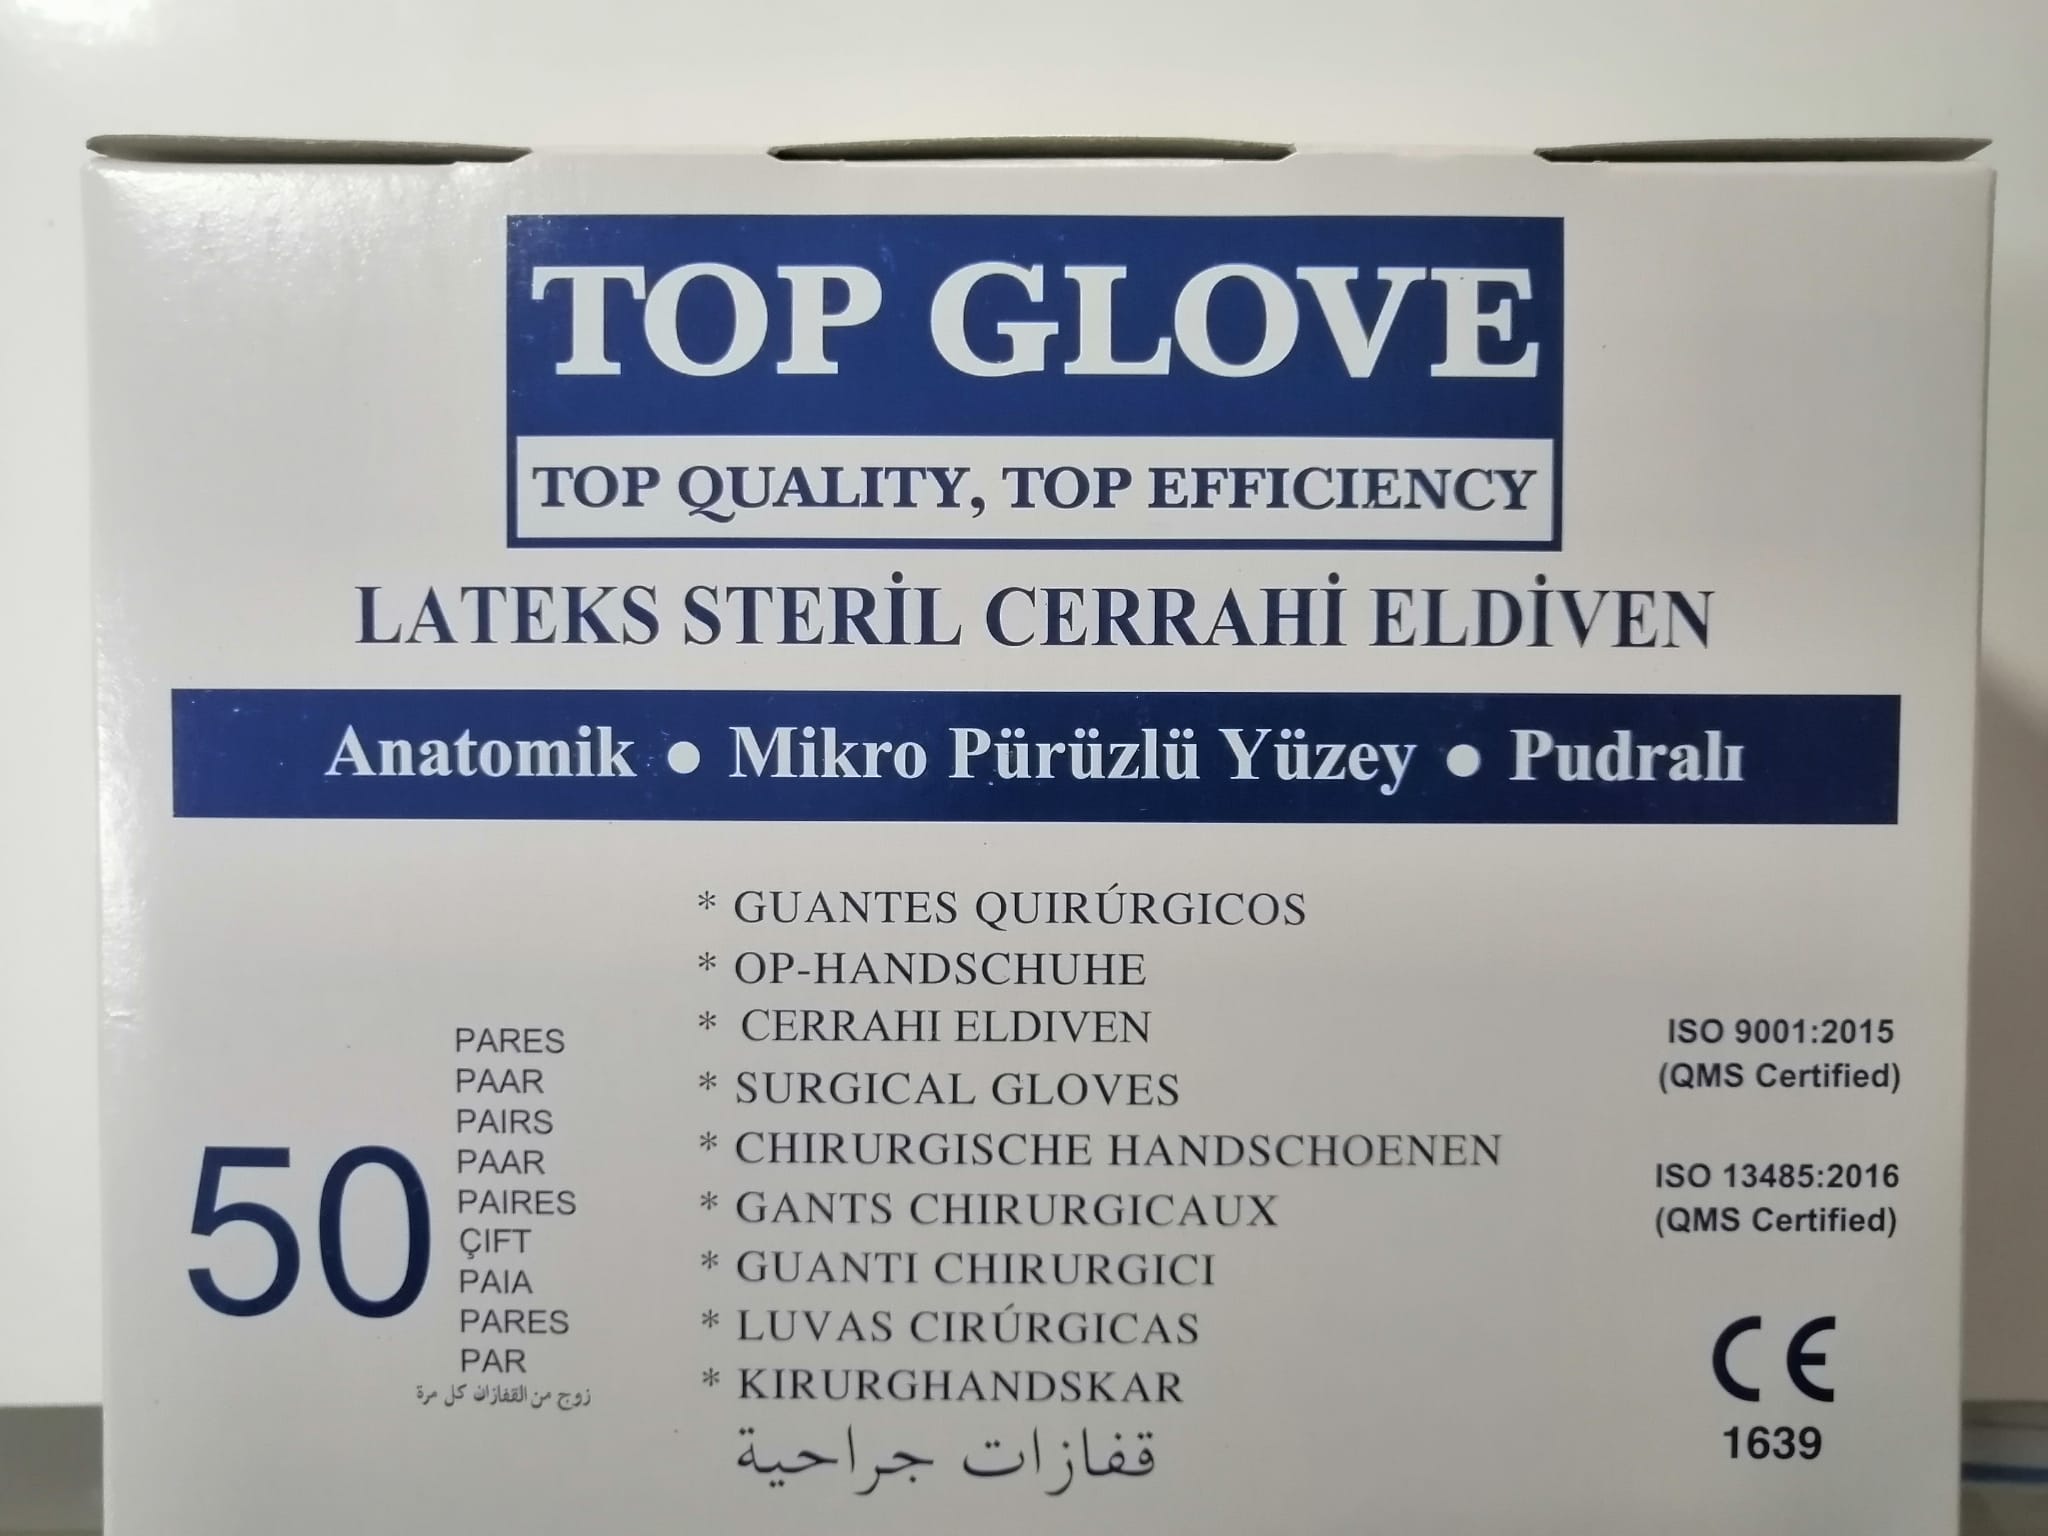 TOP GLOVE
TOP QUALITY, TOP EFFICIENCY
LATEKS STERİL CERRAHİ ELDİVEN
Anatomik ● Mikro Pürüzlü Yüzey ● Pudralı
* GUANTES QUIRÚRGICOS
* OP-HANDSCHUHE
* CERRAHI ELDIVEN
* SURGICAL GLOVES
* CHIRURGISCHE HANDSCHOENEN
* GANTS CHIRURGICAUX
* GUANTI CHIRURGICI
* LUVAS CIRÚRGICAS
* KIRURGHANDSKAR
قفازات جراحية
50
PARES
PAAR
PAIRS
PAAR
PAIRES
ÇIFT
PAIA
PARES
PAR
زوج من القفازات كل مرة
ISO 9001:2015
(QMS Certified)
ISO 13485:2016
(QMS Certified)
CE
1639